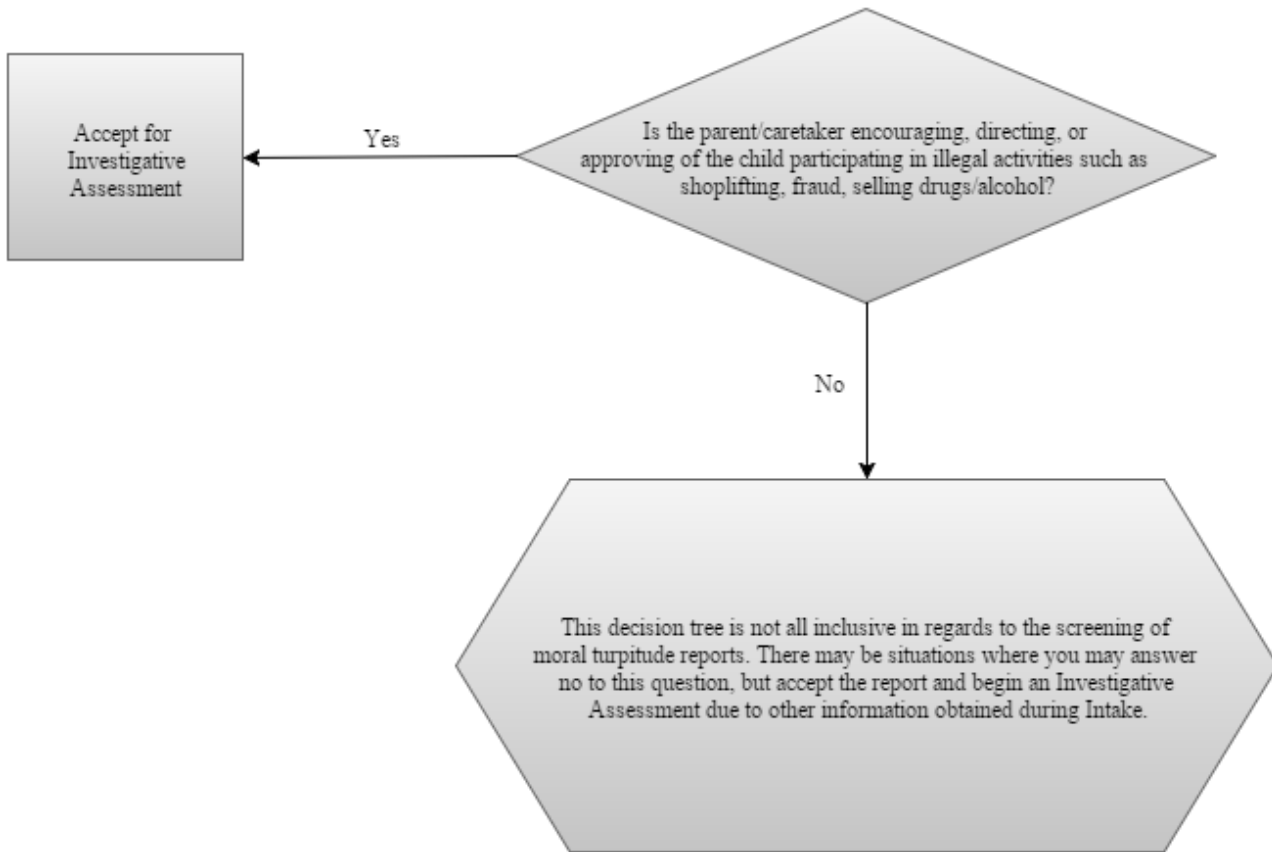 Is the parent/caretaker encouraging, directing, or
approving of the child participating in illegal activities such as
shoplifting, fraud, selling drugs/alcohol?
Yes
Accept for
Investigative
Assessment
No
This decision tree is not all inclusive in regards to the screening of
moral turpitude reports. There may be situations where you may answer
no to this question, but accept the report and begin an Investigative
Assessment due to other information obtained during Intake.